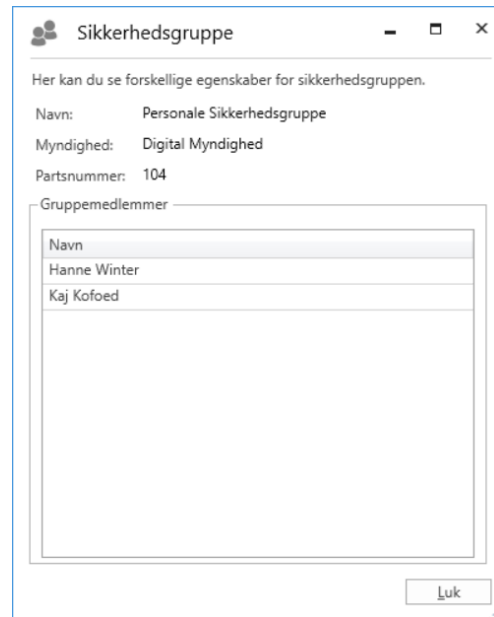 Sikkerhedsgruppe
Her kan du se forskellige egenskaber for sikkerhedsgruppen.
Navn: Personale Sikkerhedsgruppe
Myndighed: Digital Myndighed
Partsnummer: 104
Gruppemedlemmer
Navn
Hanne Winter
Kaj Kofoed
Luk